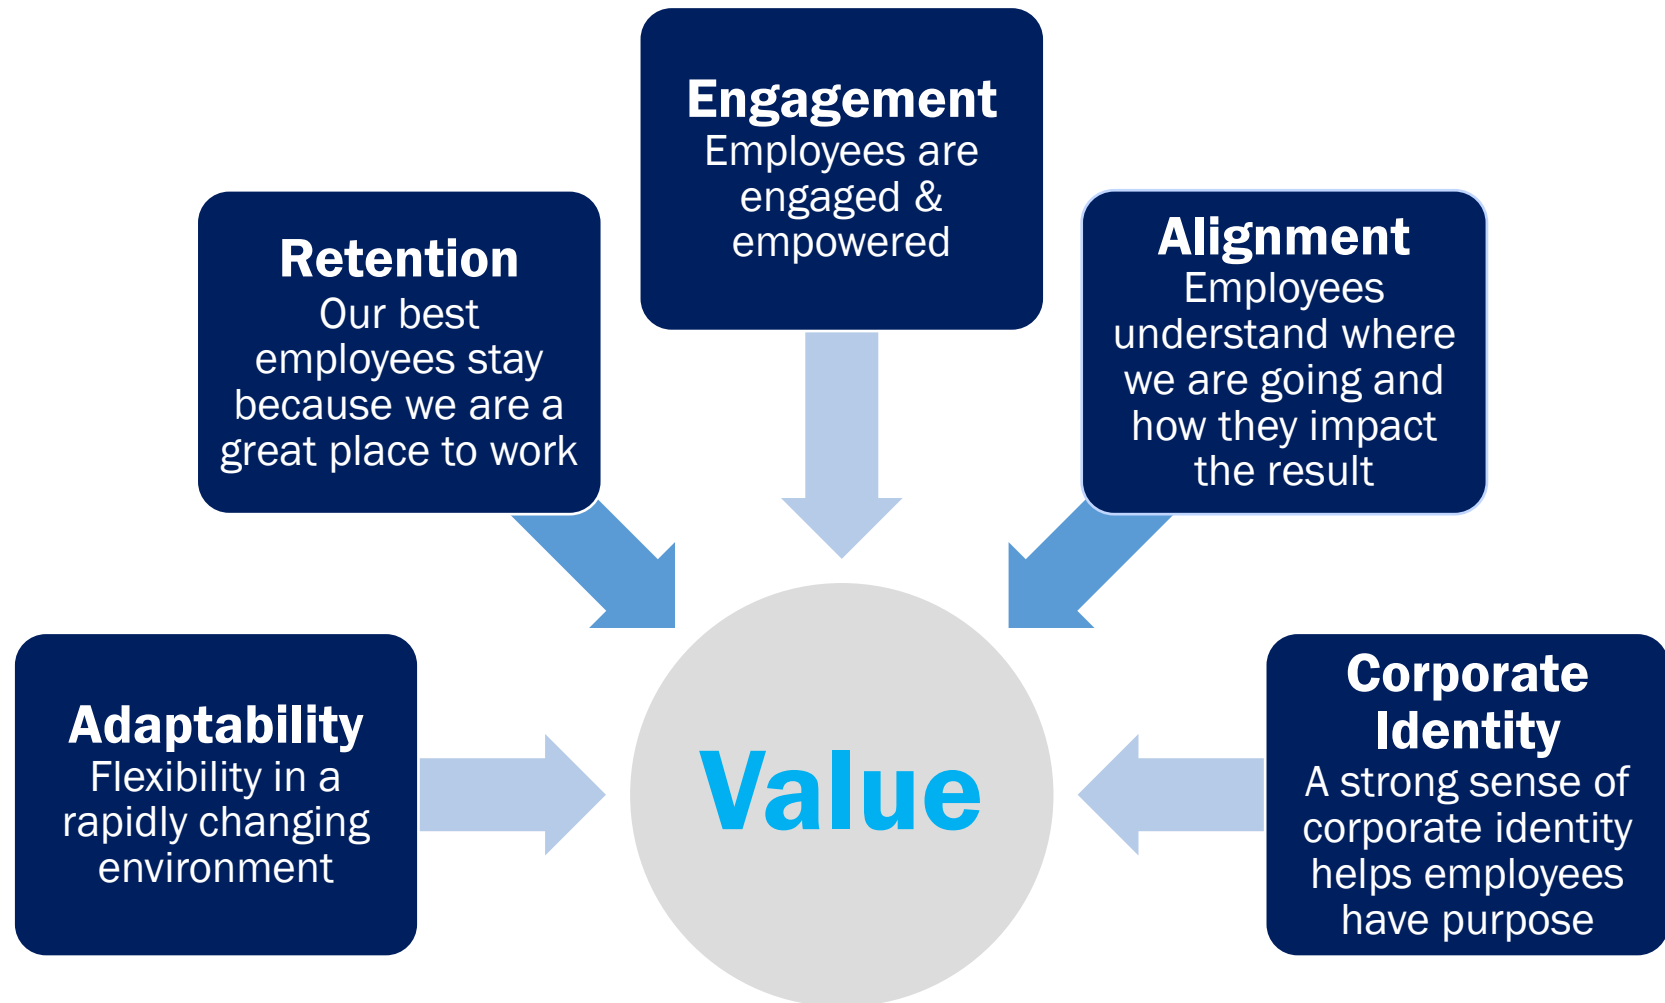 Engagement
Employees are
engaged &
empowered
Retention
Our best
employees stay
because we are a
great place to work
Alignment
Employees
understand where
we are going and
how they impact
the result
Adaptability
Flexibility in a
rapidly changing
environment
Value
Corporate
Identity
A strong sense of
corporate identity
helps employees
have purpose